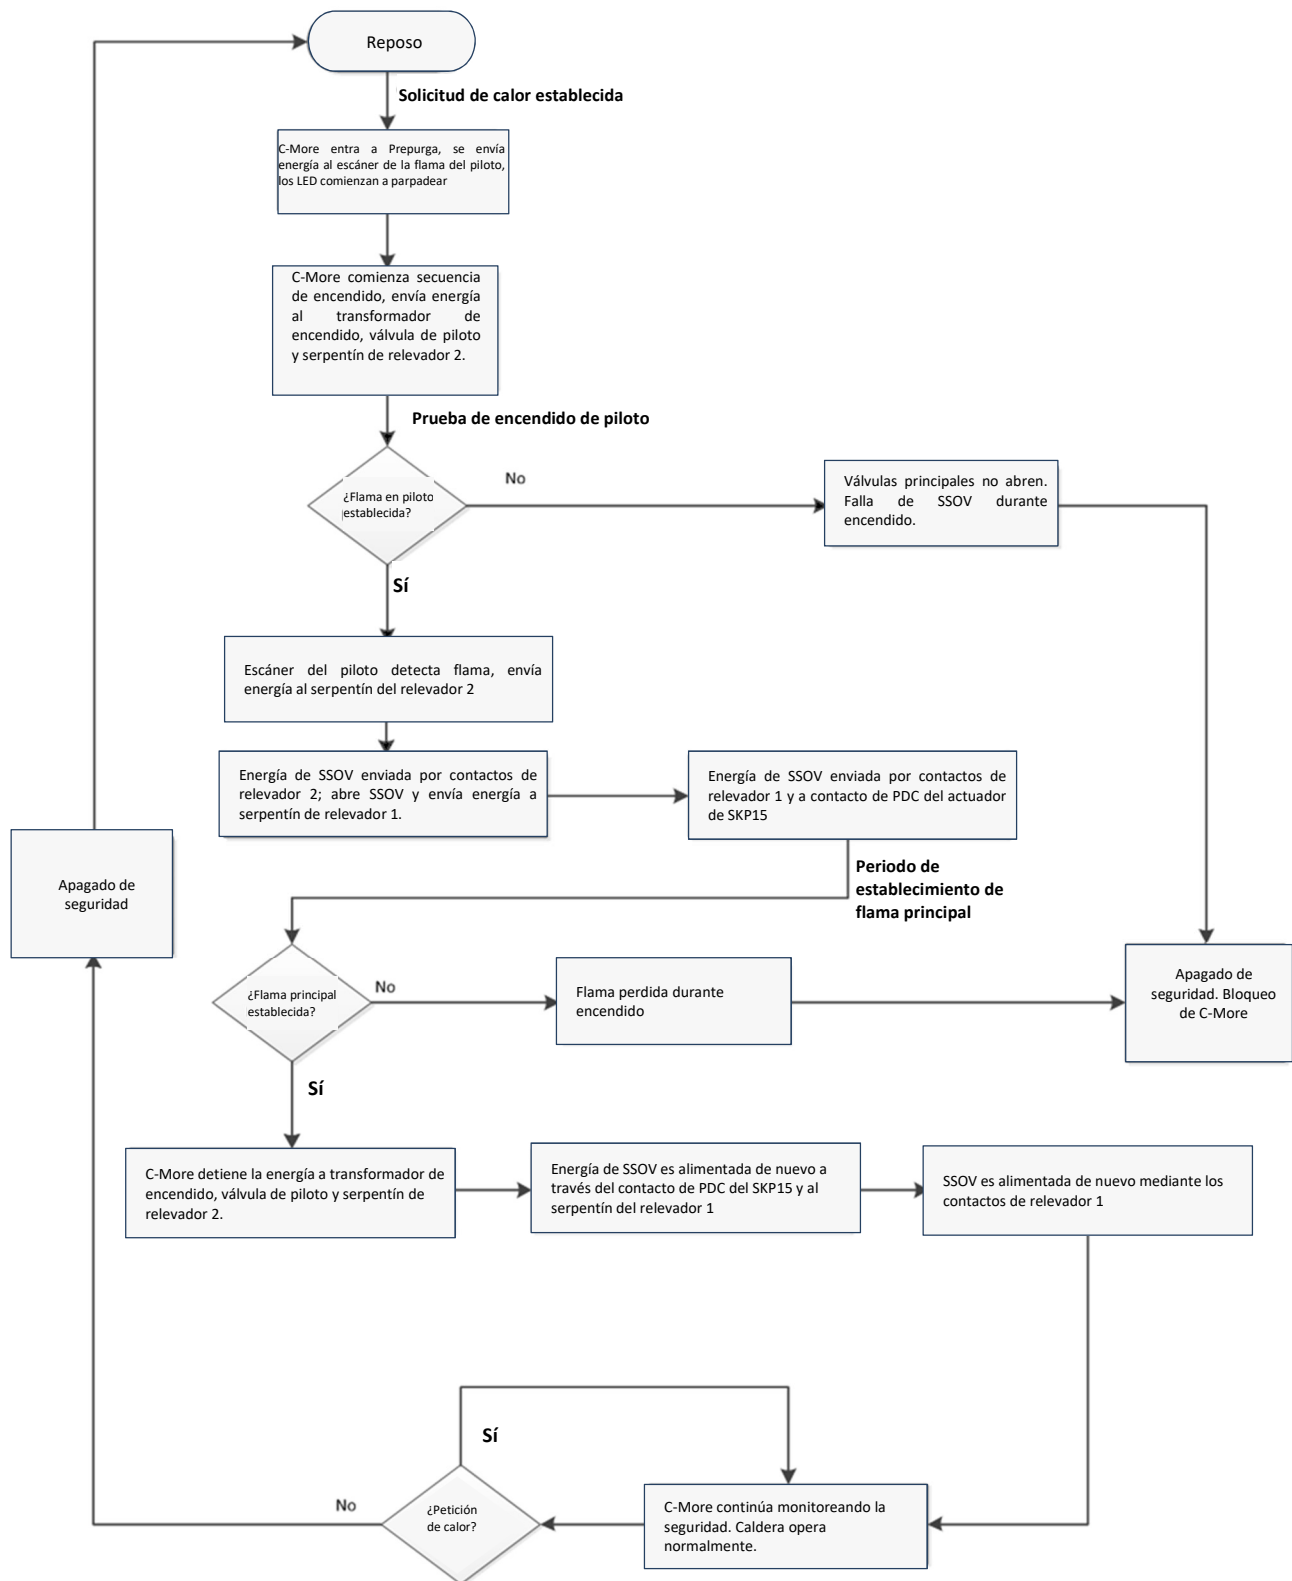 Reposo
Solicitud de calor establecida
C-More entra a Prepurga, se envía
energía al escáner de la flama del piloto,
los LED comienzan a parpadear
C-More comienza secuencia
de encendido, envía energía
al transformador de
encendido, válvula de piloto
y serpentín de relevador 2.
Prueba de encendido de piloto
¿Flama en piloto
establecida?
No
Válvulas principales no abren.
Falla de SSOV durante
encendido.
Sí
Escáner del piloto detecta flama, envía
energía al serpentín del relevador 2
Energía de SSOV enviada por contactos de
relevador 2; abre SSOV y envía energía a
serpentín de relevador 1.
Energía de SSOV enviada por contactos de
relevador 1 y a contacto de PDC del actuador
de SKP15
Apagado de
seguridad
Periodo de
establecimiento de
flama principal
¿Flama principal
establecida?
No
Flama perdida durante
encendido
Apagado de
seguridad. Bloqueo
de C-More
Sí
C-More detiene la energía a transformador de
encendido, válvula de piloto y serpentín de
relevador 2.
Energía de SSOV es alimentada de nuevo a
través del contacto de PDC del SKP15 y al
serpentín del relevador 1
SSOV es alimentada de nuevo mediante los
contactos de relevador 1
Sí
No
¿Petición
de calor?
C-More continúa monitoreando la
seguridad. Caldera opera
normalmente.